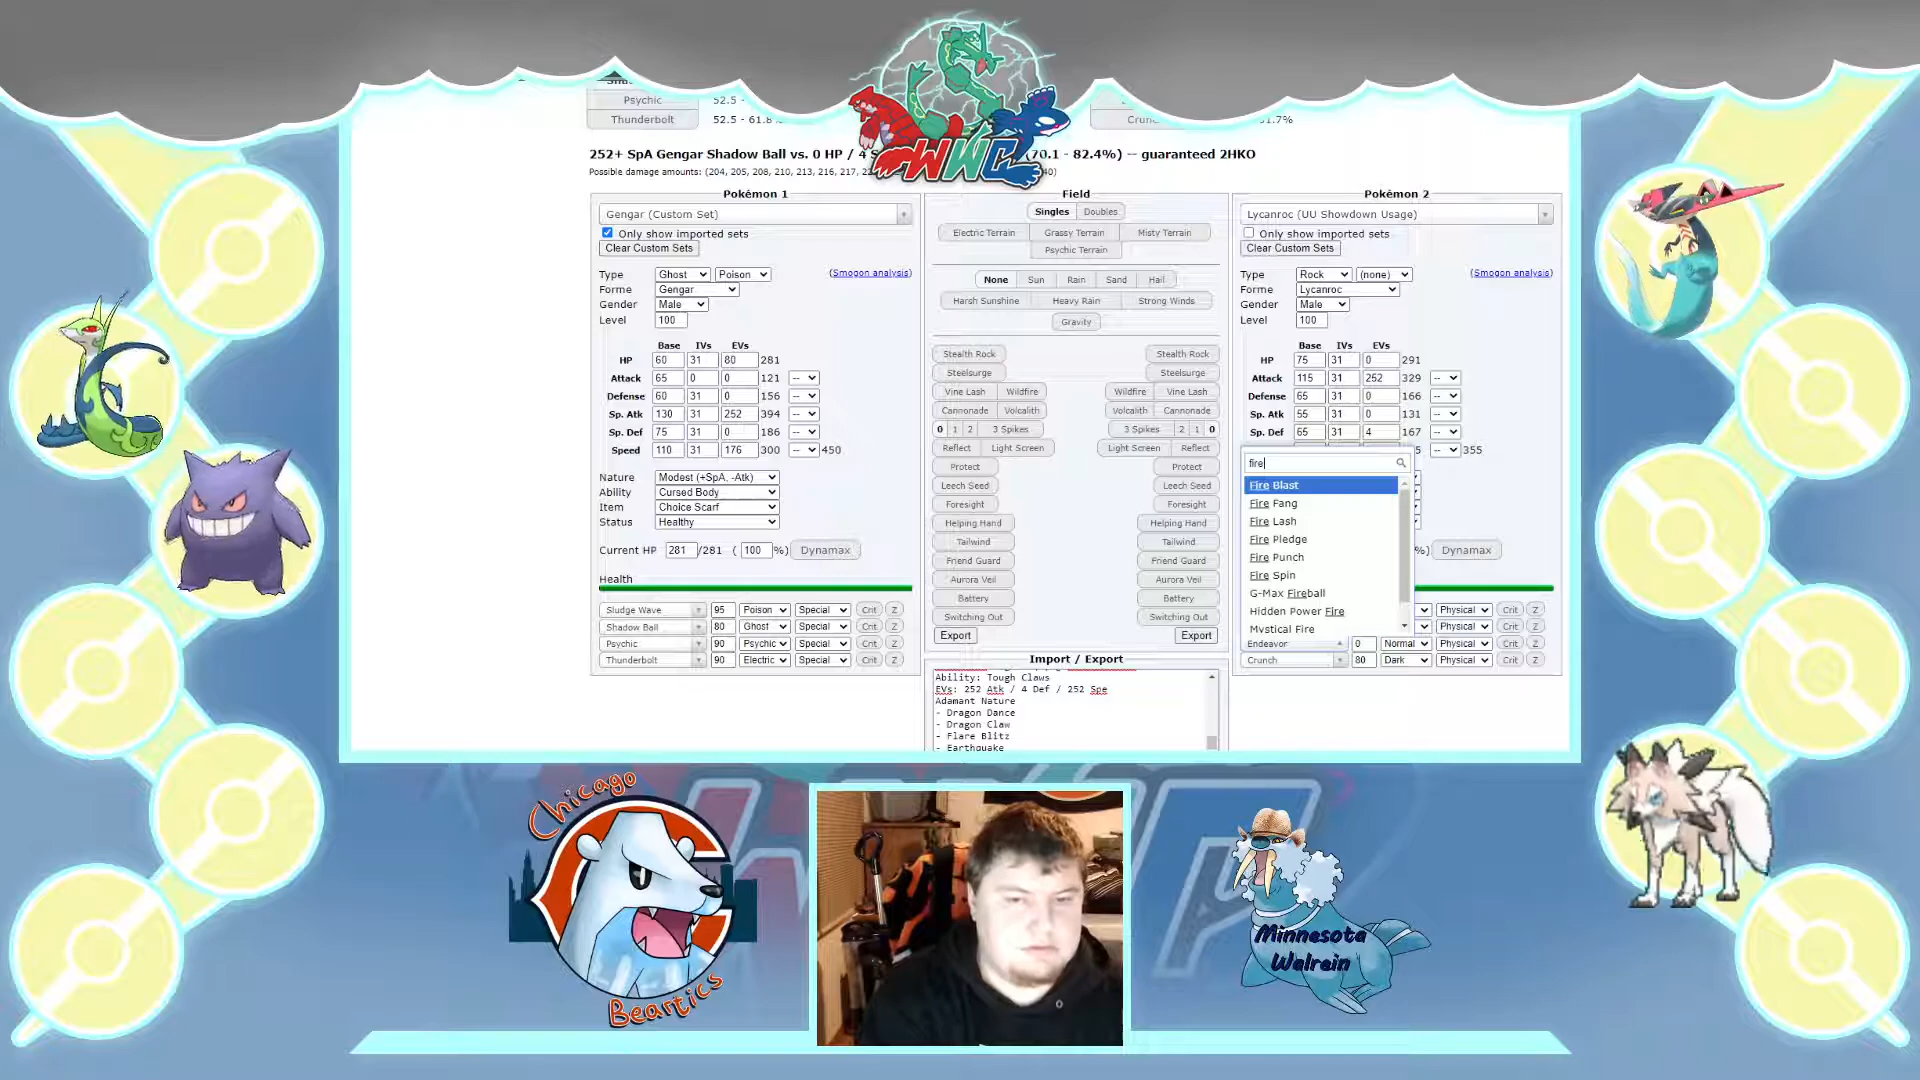 Psychic 52.5 -
Thunderbolt 52.5 - 61.8%
Crunch 31.7%
WWC
252+ SpA Gengar Shadow Ball vs. 0 HP / 4 S (70.1 - 82.4%) -- guaranteed 2HKO
Possible damage amounts: (204, 205, 208, 210, 213, 216, 217, 40)
Pokémon 1
Gengar (Custom Set)
Only show imported sets
Clear Custom Sets
Type Ghost Poison (Smogon analysis)
Forme Gengar
Gender Male
Level 100
Base IVs EVs
HP 60 31 80 281
Attack 65 0 0 121 --
Defense 60 31 0 156 --
Sp. Atk 130 31 252 394 --
Sp. Def 75 31 0 186 --
Speed 110 31 176 300 -- 450
Nature Modest (+SpA, -Atk)
Ability Cursed Body
Item Choice Scarf
Status Healthy
Current HP 281 /281 ( 100 %) Dynamax
Health
Sludge Wave 95 Poison Special Crit Z
Shadow Ball 80 Ghost Special Crit Z
Psychic 90 Psychic Special Crit Z
Thunderbolt 90 Electric Special Crit Z
Field
Singles Doubles
Electric Terrain Grassy Terrain Misty Terrain
Psychic Terrain
None Sun Rain Sand Hail
Harsh Sunshine Heavy Rain Strong Winds
Gravity
Stealth Rock Stealth Rock
Steelsurge Steelsurge
Vine Lash Wildfire Wildfire Vine Lash
Cannonade Volcalith Volcalith Cannonade
0 1 2 3 Spikes 3 Spikes 2 1 0
Reflect Light Screen Light Screen Reflect
Protect Protect
Leech Seed Leech Seed
Foresight Foresight
Helping Hand Helping Hand
Tailwind Tailwind
Friend Guard Friend Guard
Aurora Veil Aurora Veil
Battery Battery
Switching Out Switching Out
Export Export
Import / Export
Ability: Tough Claws
EVs: 252 Atk / 4 Def / 252 Spe
Adamant Nature
- Dragon Dance
- Dragon Claw
- Flare Blitz
- Earthquake
Pokémon 2
Lycanroc (UU Showdown Usage)
Only show imported sets
Clear Custom Sets
Type Rock (none) (Smogon analysis)
Forme Lycanroc
Gender Male
Level 100
Base IVs EVs
HP 75 31 0 291
Attack 115 31 252 329 --
Defense 65 31 0 166 --
Sp. Atk 55 31 0 131 --
Sp. Def 65 31 4 167 --
5 -- 355
fire
Fire Blast
Fire Fang
Fire Lash
Fire Pledge
Fire Punch
Fire Spin
G-Max Fireball
Hidden Power Fire
Mystical Fire
%) Dynamax
Physical Crit Z
Physical Crit Z
Endeavor 0 Normal Physical Crit Z
Crunch 80 Dark Physical Crit Z
Chicago
Beartics
Minnesota
Walrein